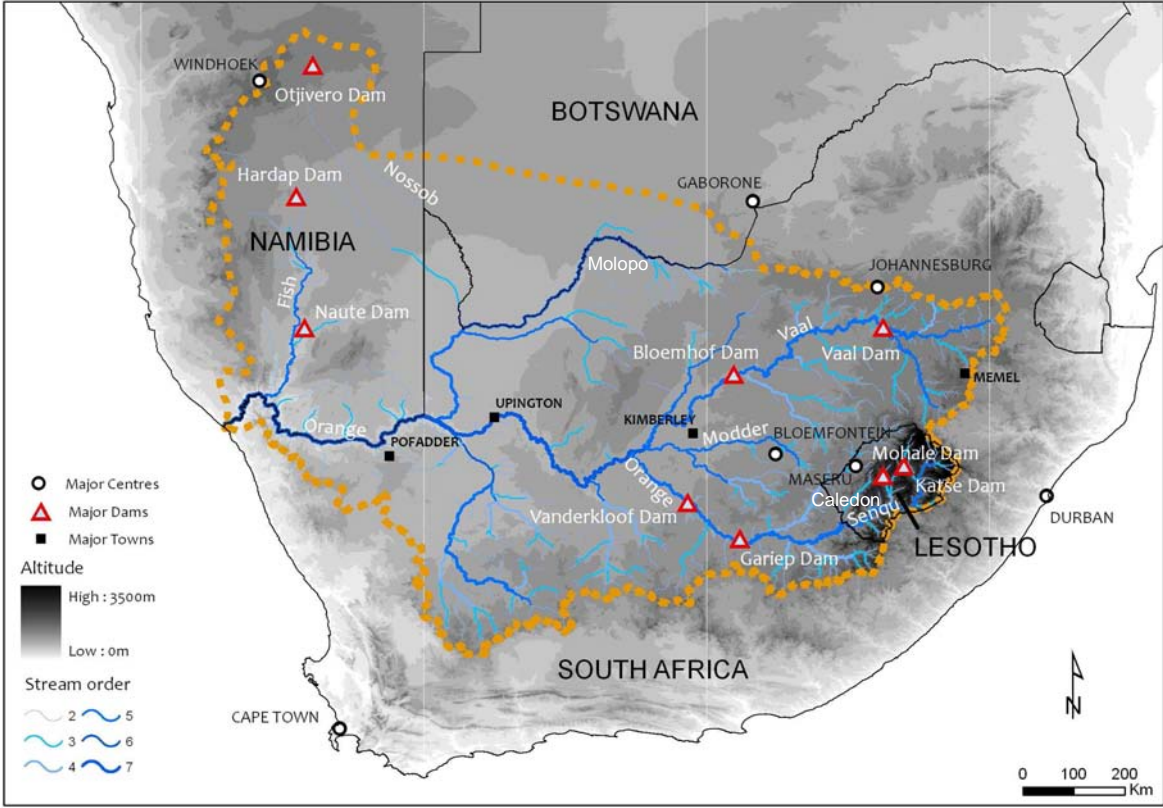 WINDHOEK
Otjivero Dam
BOTSWANA
Hardap Dam
Nossob
GABORONE
NAMIBIA
Molopo
JOHANNESBURG
Fish
Naute Dam
Vaal
Bloemhof Dam
Vaal Dam
MEMEL
UPINGTON
KIMBERLEY
Orange
POFADDER
Modder
BLOEMFONTEIN
Mohale Dam
MASERU
Katse Dam
Orange
Caledon
Senqu
Vanderkloof Dam
DURBAN
Gariep Dam
LESOTHO
SOUTH AFRICA
CAPE TOWN
Major Centres
Major Dams
Major Towns
Altitude
High : 3500m
Low : 0m
Stream order
2 5
3 6
4 7
N
0 100 200
Km